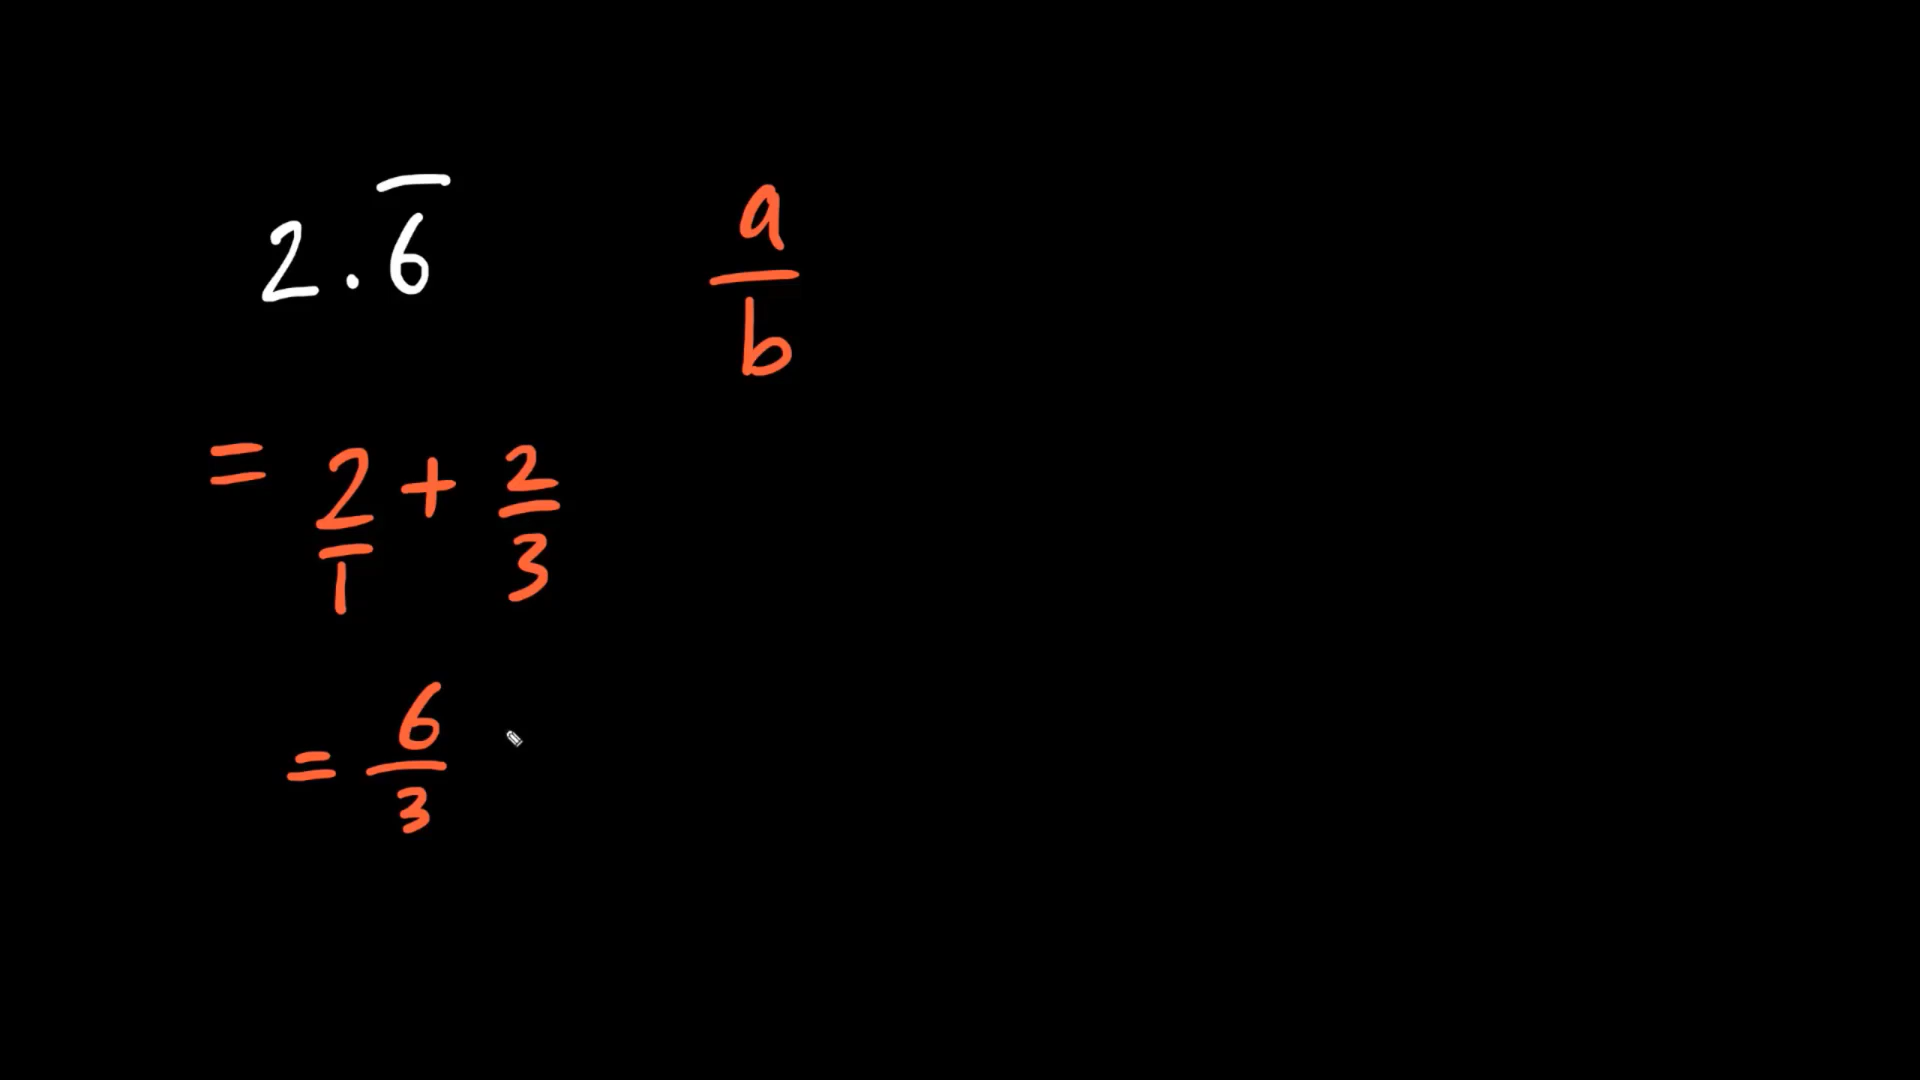 2.6̅
a/b
= 2/1 + 2/3
= 6/3